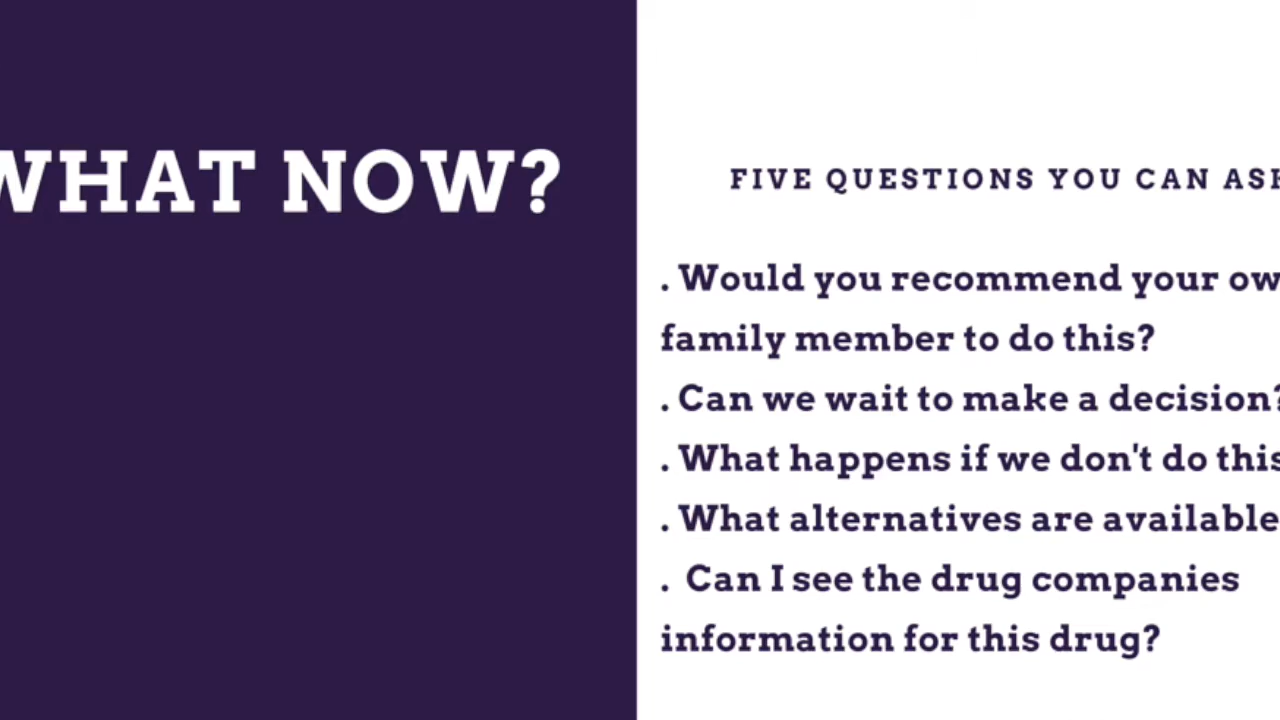 WHAT NOW?
FIVE QUESTIONS YOU CAN ASK
. Would you recommend your ow
family member to do this?
. Can we wait to make a decision?
. What happens if we don't do this
. What alternatives are available
.  Can I see the drug companies
information for this drug?